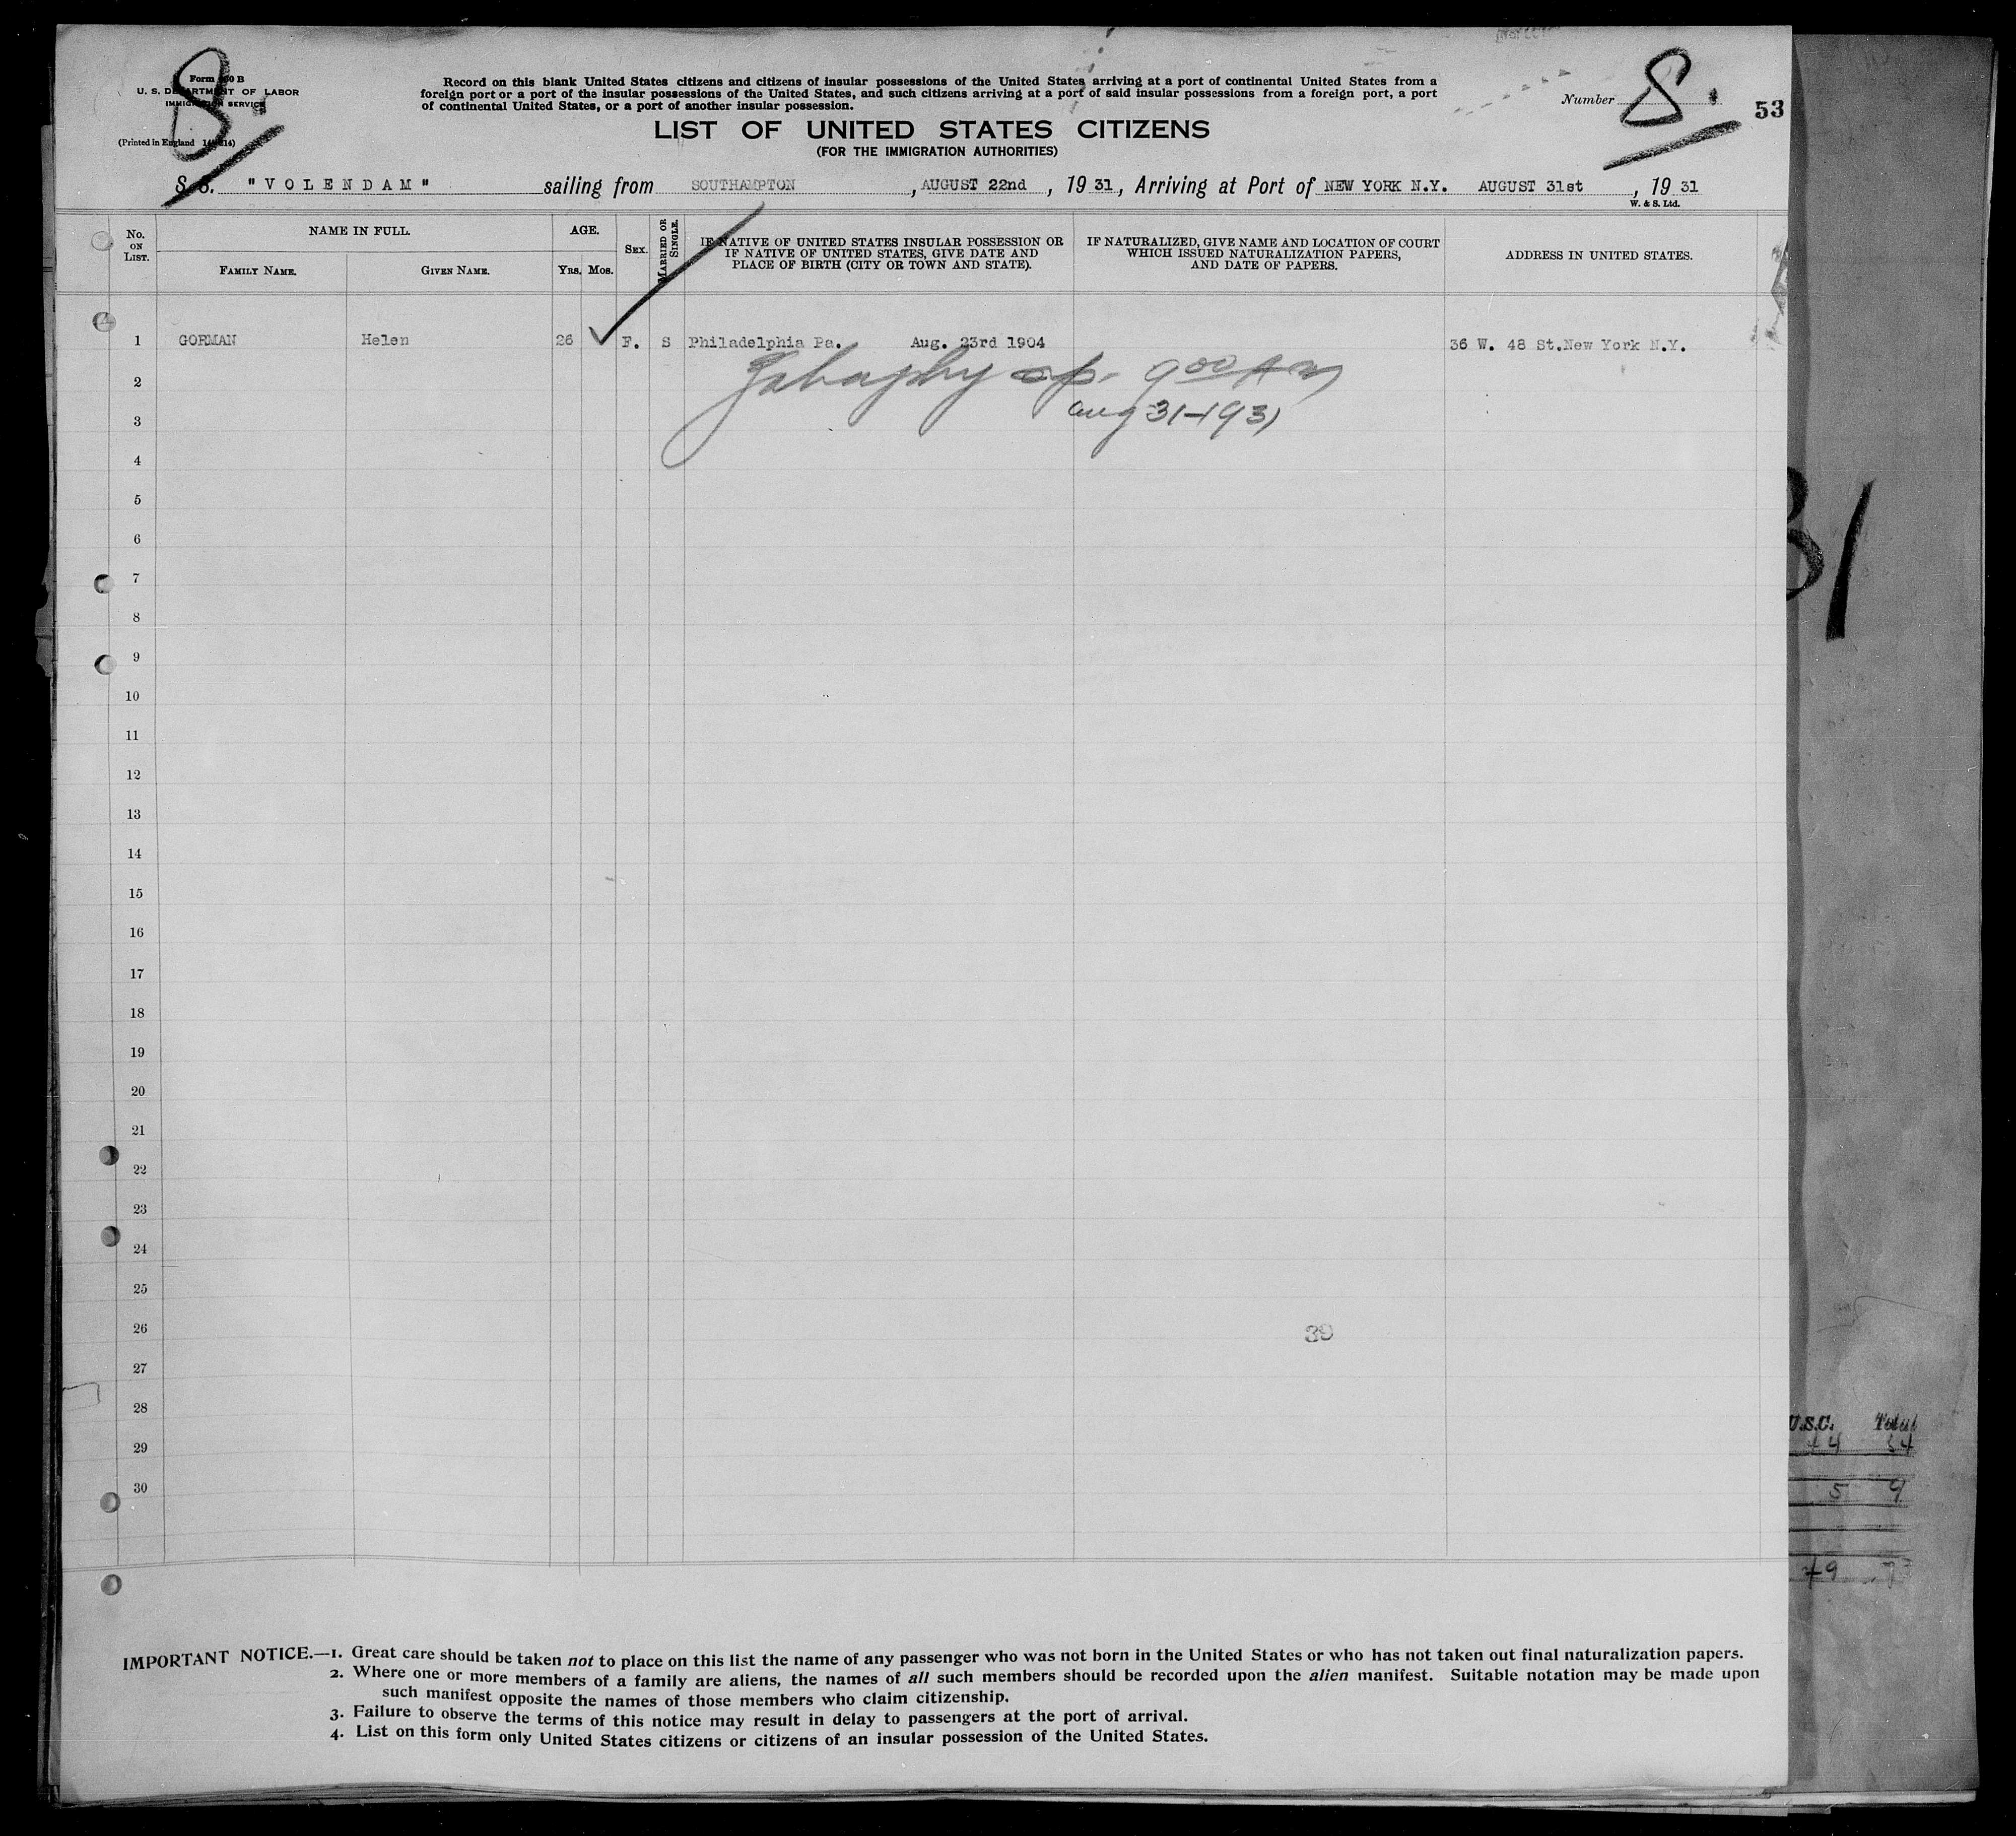 Form 630 B
U. S. DEPARTMENT OF LABOR
IMMIGRATION SERVICE
(Printed in England
Record on this blank United States citizens and citizens of insular possessions of the United States arriving at a port of continental United States from a
foreign port or a port of the insular possessions of the United States, and such citizens arriving at a port of said insular possessions from a foreign port, a port
of continental United States, or a port of another insular possession.
Number 8.
53
8.
LIST OF UNITED STATES CITIZENS
(FOR THE IMMIGRATION AUTHORITIES)
S. S. "VOLENDAM" sailing from SOUTHAMPTON, AUGUST 22nd, 1931, Arriving at Port of NEW YORK N.Y. AUGUST 31st, 1931
W. & S. Ltd.
No. ON LIST.
NAME IN FULL.
FAMILY NAME. GIVEN NAME.
AGE.
YRS. MOS.
SEX.
MARRIED OR SINGLE.
IF NATIVE OF UNITED STATES INSULAR POSSESSION OR
IF NATIVE OF UNITED STATES, GIVE DATE AND
PLACE OF BIRTH (CITY OR TOWN AND STATE).
IF NATURALIZED, GIVE NAME AND LOCATION OF COURT
WHICH ISSUED NATURALIZATION PAPERS,
AND DATE OF PAPERS.
ADDRESS IN UNITED STATES.
1 GORMAN Helen 26 F. S Philadelphia Pa. Aug. 23rd 1904 36 W. 48 St.New York N.Y.
2 9 00 AM
3 Aug 31-1931
4
5
6
7
8
9
10
11
12
13
14
15
16
17
18
19
20
21
22
23
24
25
26 39
27
28
29
30
31
U.S.C. Total
5 9
IMPORTANT NOTICE.—1. Great care should be taken not to place on this list the name of any passenger who was not born in the United States or who has not taken out final naturalization papers.
2. Where one or more members of a family are aliens, the names of all such members should be recorded upon the alien manifest. Suitable notation may be made upon
such manifest opposite the names of those members who claim citizenship.
3. Failure to observe the terms of this notice may result in delay to passengers at the port of arrival.
4. List on this form only United States citizens or citizens of an insular possession of the United States.